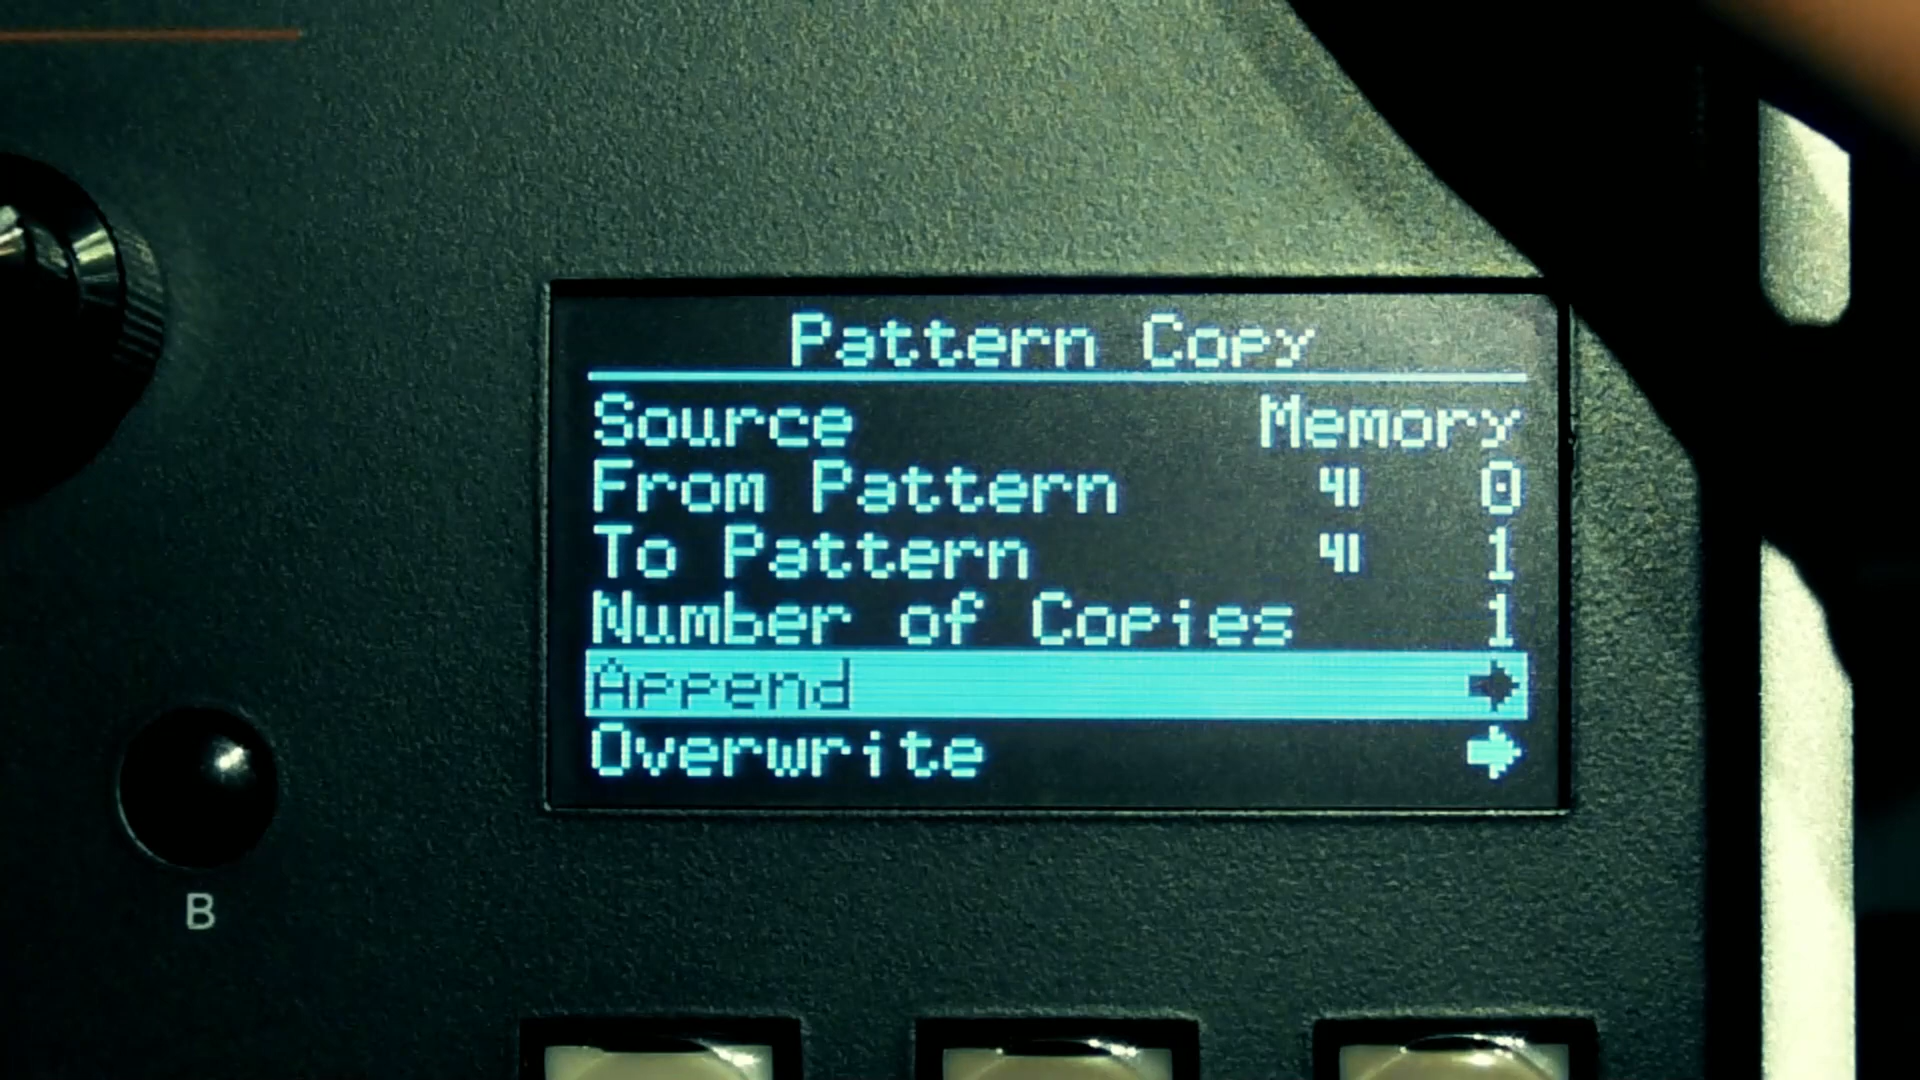 Pattern Copy
Source Memory
From Pattern 41 0
To Pattern 41 1
Number of Copies 1
Append
Overwrite
B